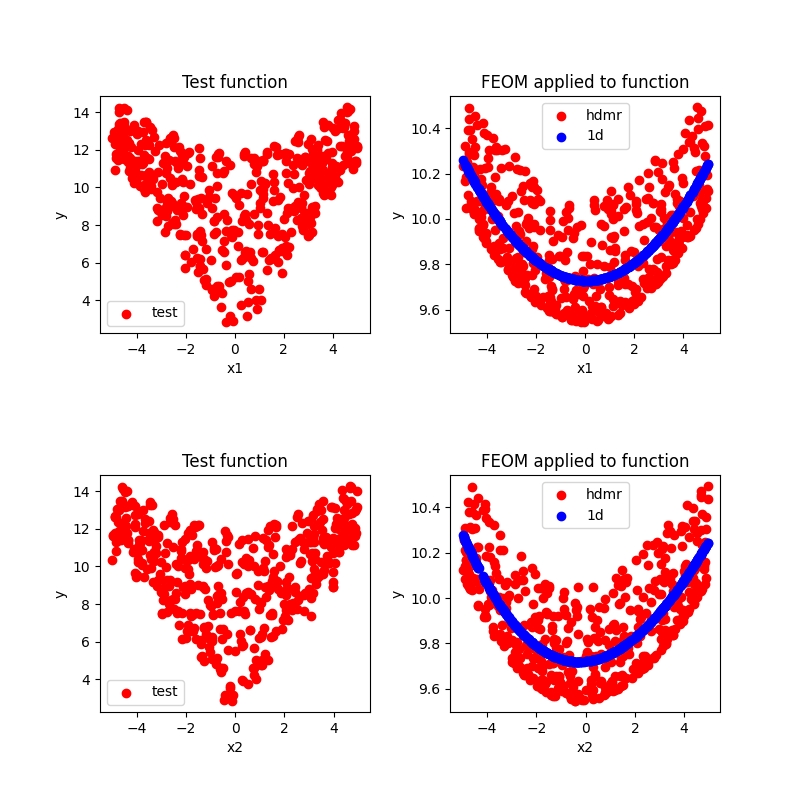 Test function
FEOM applied to function
14
12
10
8
6
4
y
test
−4 −2 0 2 4
x1
10.4
10.2
10.0
9.8
9.6
y
hdmr
1d
−4 −2 0 2 4
x1
Test function
FEOM applied to function
14
12
10
8
6
4
y
test
−4 −2 0 2 4
x2
10.4
10.2
10.0
9.8
9.6
y
hdmr
1d
−4 −2 0 2 4
x2